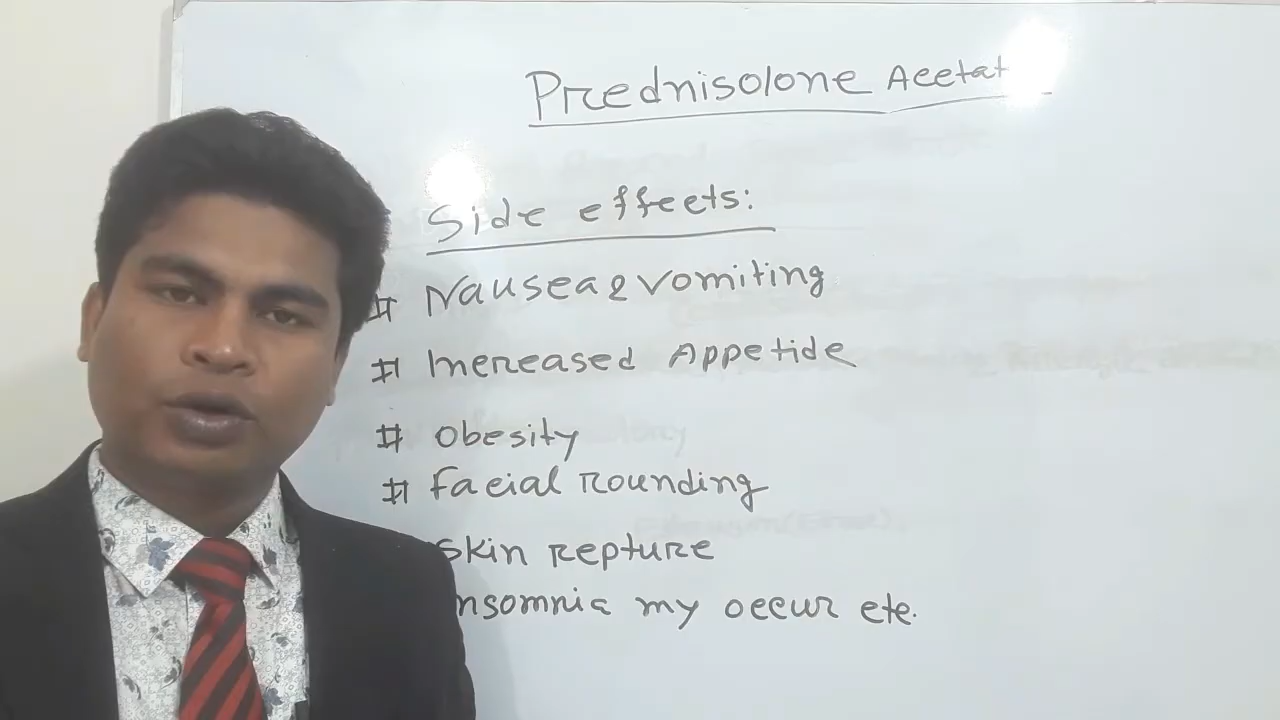 Prednisolone Acetat
Side effects:
# Nausea & vomiting
# Increased Appetide
# Obesity
# Facial rounding
Skin repture
nsomnia my occur etc.